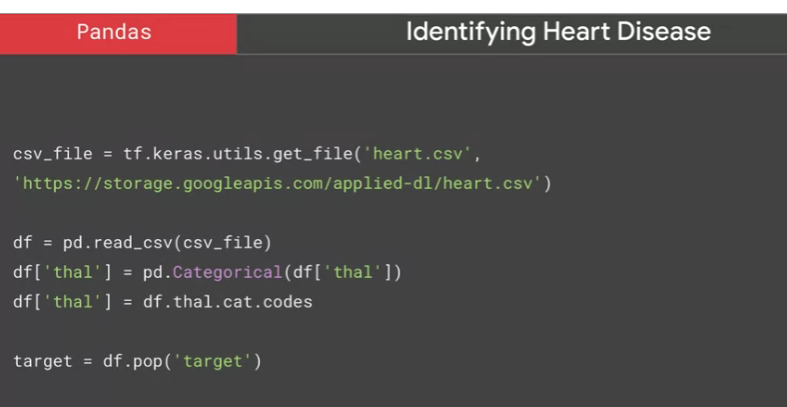 Pandas
Identifying Heart Disease
csv_file = tf.keras.utils.get_file('heart.csv',
'https://storage.googleapis.com/applied-dl/heart.csv')
df = pd.read_csv(csv_file)
df['thal'] = pd.Categorical(df['thal'])
df['thal'] = df.thal.cat.codes
target = df.pop('target')